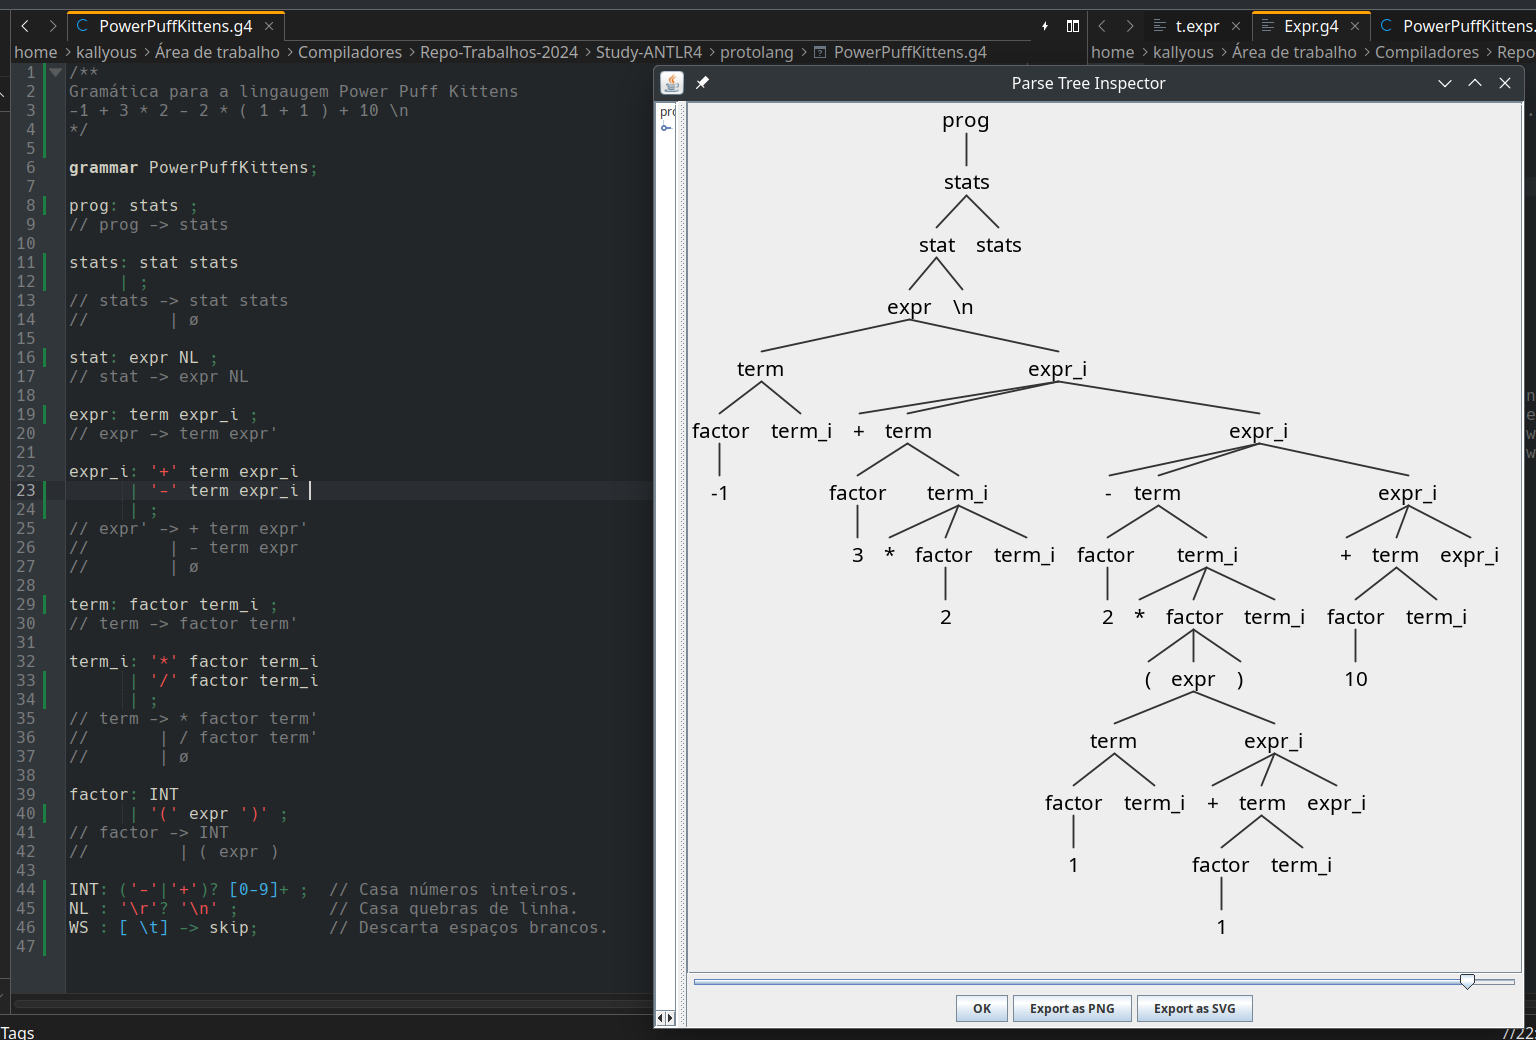 PowerPuffKittens.g4
t.expr
Expr.g4
PowerPuffKittens.
home > kallyous > Área de trabalho > Compiladores > Repo-Trabalhos-2024 > Study-ANTLR4 > protolang > PowerPuffKittens.g4
home > kallyous > Área de trabalho > Compiladores > Repo
1 /**
2 Gramática para a lingaugem Power Puff Kittens
3 -1 + 3 * 2 - 2 * ( 1 + 1 ) + 10 \n
4 */
5
6 grammar PowerPuffKittens;
7
8 prog: stats ;
9 // prog -> stats
10
11 stats: stat stats
12 | ;
13 // stats -> stat stats
14 // | ø
15
16 stat: expr NL ;
17 // stat -> expr NL
18
19 expr: term expr_i ;
20 // expr -> term expr'
21
22 expr_i: '+' term expr_i
23 | '-' term expr_i
24 | ;
25 // expr' -> + term expr'
26 // | - term expr
27 // | ø
28
29 term: factor term_i ;
30 // term -> factor term'
31
32 term_i: '*' factor term_i
33 | '/' factor term_i
34 | ;
35 // term -> * factor term'
36 // | / factor term'
37 // | ø
38
39 factor: INT
40 | '(' expr ')' ;
41 // factor -> INT
42 // | ( expr )
43
44 INT: ('-'|'+')? [0-9]+ ; // Casa números inteiros.
45 NL : '\r'? '\n' ; // Casa quebras de linha.
46 WS : [ \t] -> skip; // Descarta espaços brancos.
47
Tags
Parse Tree Inspector
prog
stats
stat stats
expr \n
term expr_i
factor term_i + term expr_i
-1 factor term_i - term expr_i
3 * factor term_i factor term_i + term expr_i
2 2 * factor term_i factor term_i
( expr ) 10
term expr_i
factor term_i + term expr_i
1 factor term_i
1
OK
Export as PNG
Export as SVG